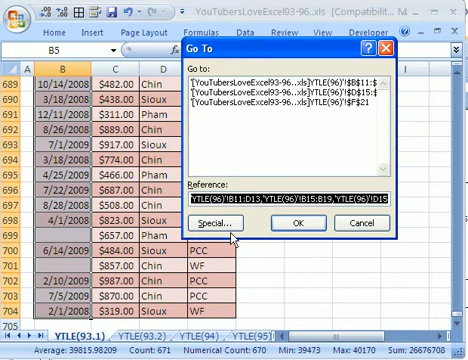 YouTubersLoveExcel93-96...xls [Compatibilit
Home Insert Page Layout Formulas Data Review View Developer
B5
A B C D I
689 10/14/2008 $482.00 Chin
690 3/18/2008 $438.00 Sioux
691 12/11/2008 $311.00 Pham
692 8/26/2008 $889.00 Chin
693 7/1/2009 $917.00 Sioux
694 3/18/2008 $774.00 Chin
695 4/25/2009 $466.00 Pham
696 7/22/2009 $687.00 Chin
697 8/28/2009 $508.00 Chin
698 4/1/2008 $823.00 Sioux
699 $657.00 Pham
700 6/14/2009 $484.00 Sioux PCC
701 $857.00 Chin WF
702 2/10/2009 $987.00 Chin PCC
703 7/5/2009 $870.00 Chin PCC
704 2/1/2008 $319.00 Sioux WF
705
Go To
Go to:
'[YouTubersLoveExcel93-96...xls]YTLE(96)'!$B$11:$
'[YouTubersLoveExcel93-96...xls]YTLE(96)'!$D$15:$
'[YouTubersLoveExcel93-96...xls]YTLE(96)'!$F$21
Reference:
'YTLE(96)'!B11:D13,'YTLE(96)'!B15:B19,'YTLE(96)'!D15
Special... OK Cancel
YTLE(93.1) YTLE(93.2) YTLE(94) YTLE(95)
Average: 39815.98209 Count: 671 Numerical Count: 670 Min: 39473 Max: 40170 Sum: 26676708